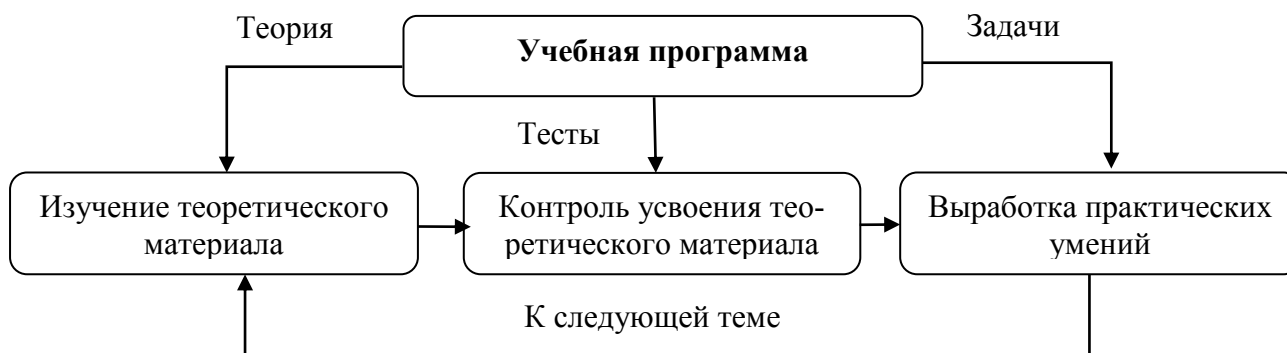 Теория
Учебная программа
Задачи
Тесты
Изучение теоретического
материала
Контроль усвоения тео-
ретического материала
Выработка практических
умений
К следующей теме